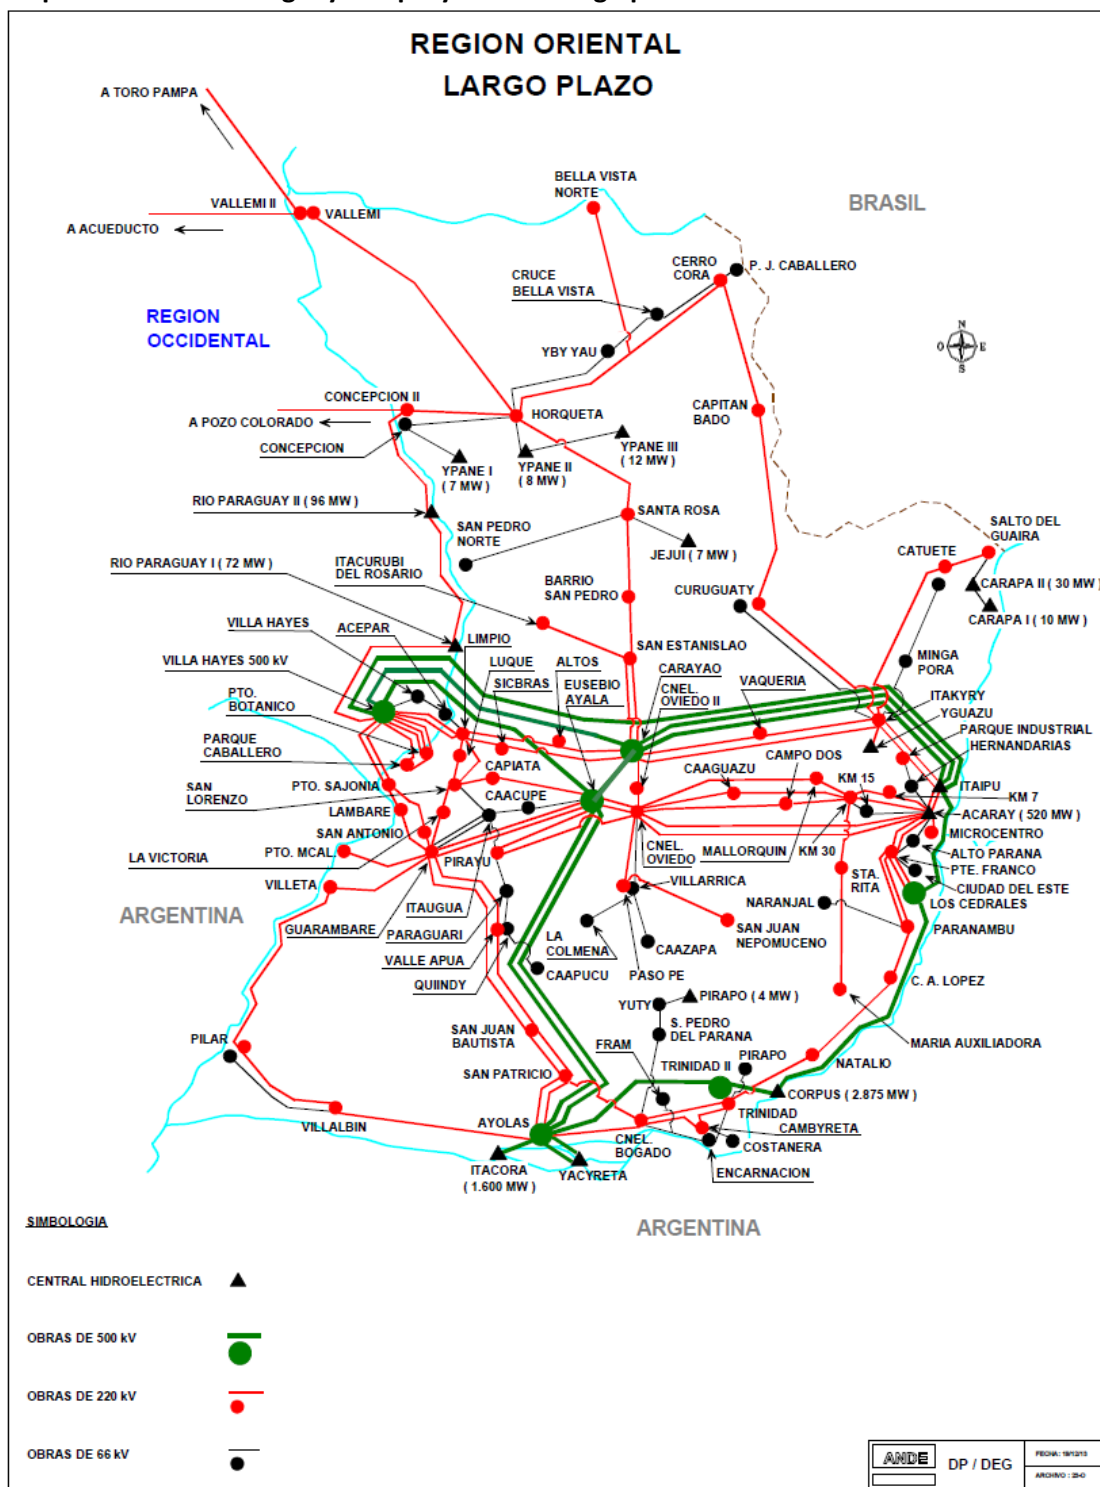 REGION ORIENTAL
LARGO PLAZO
A TORO PAMPA
BELLA VISTA
NORTE
BRASIL
VALLEMI II
VALLEMI
A ACUEDUCTO
CERRO
CORA
P. J. CABALLERO
CRUCE
BELLA VISTA
REGION
OCCIDENTAL
N
O
E
S
YBY YAU
CONCEPCION II
HORQUETA
CAPITAN
BADO
A POZO COLORADO
CONCEPCION
YPANE I
( 7 MW )
YPANE II
( 8 MW )
YPANE III
( 12 MW )
RIO PARAGUAY II ( 96 MW )
SANTA ROSA
SAN PEDRO
NORTE
SALTO DEL
GUAIRA
CATUETE
JEJUI ( 7 MW )
RIO PARAGUAY I ( 72 MW )
ITACURUBI
DEL ROSARIO
BARRIO
SAN PEDRO
CURUGUATY
CARAPA II ( 30 MW )
CARAPA I ( 10 MW )
VILLA HAYES
ACEPAR
LIMPIO
SAN ESTANISLAO
MINGA
PORA
VILLA HAYES 500 kV
LUQUE
ALTOS
CARAYAO
SICBRAS
EUSEBIO
AYALA
CNEL.
OVIEDO II
VAQUERIA
ITAKYRY
PTO.
BOTANICO
YGUAZU
PARQUE INDUSTRIAL
HERNANDARIAS
PARQUE
CABALLERO
CAPIATA
CAAGUAZU
CAMPO DOS
KM 15
ITAIPU
SAN
LORENZO
PTO. SAJONIA
CAACUPE
KM 7
LAMBARE
ACARAY ( 520 MW )
SAN ANTONIO
MICROCENTRO
LA VICTORIA
PTO. MCAL.
PIRAYU
CNEL.
OVIEDO
MALLORQUIN
KM 30
ALTO PARANA
PTE. FRANCO
VILLETA
VILLARRICA
STA.
RITA
CIUDAD DEL ESTE
ITAUGUA
NARANJAL
LOS CEDRALES
ARGENTINA
GUARAMBARE
PARAGUARI
LA
COLMENA
CAAZAPA
SAN JUAN
NEPOMUCENO
PARANAMBU
VALLE APUA
CAAPUCU
PASO PE
QUIINDY
C. A. LOPEZ
YUTY
PIRAPO ( 4 MW )
PILAR
SAN JUAN
BAUTISTA
S. PEDRO
DEL PARANA
MARIA AUXILIADORA
FRAM
PIRAPO
NATALIO
SAN PATRICIO
TRINIDAD II
CORPUS ( 2.875 MW )
VILLALBIN
AYOLAS
TRINIDAD
CAMBYRETA
CNEL.
BOGADO
COSTANERA
ITACORA
( 1.600 MW )
YACYRETA
ENCARNACION
ARGENTINA
SIMBOLOGIA
CENTRAL HIDROELECTRICA
OBRAS DE 500 kV
OBRAS DE 220 kV
OBRAS DE 66 kV
ANDE
DP / DEG
FECHA: 19/12/13
ARCHIVO :